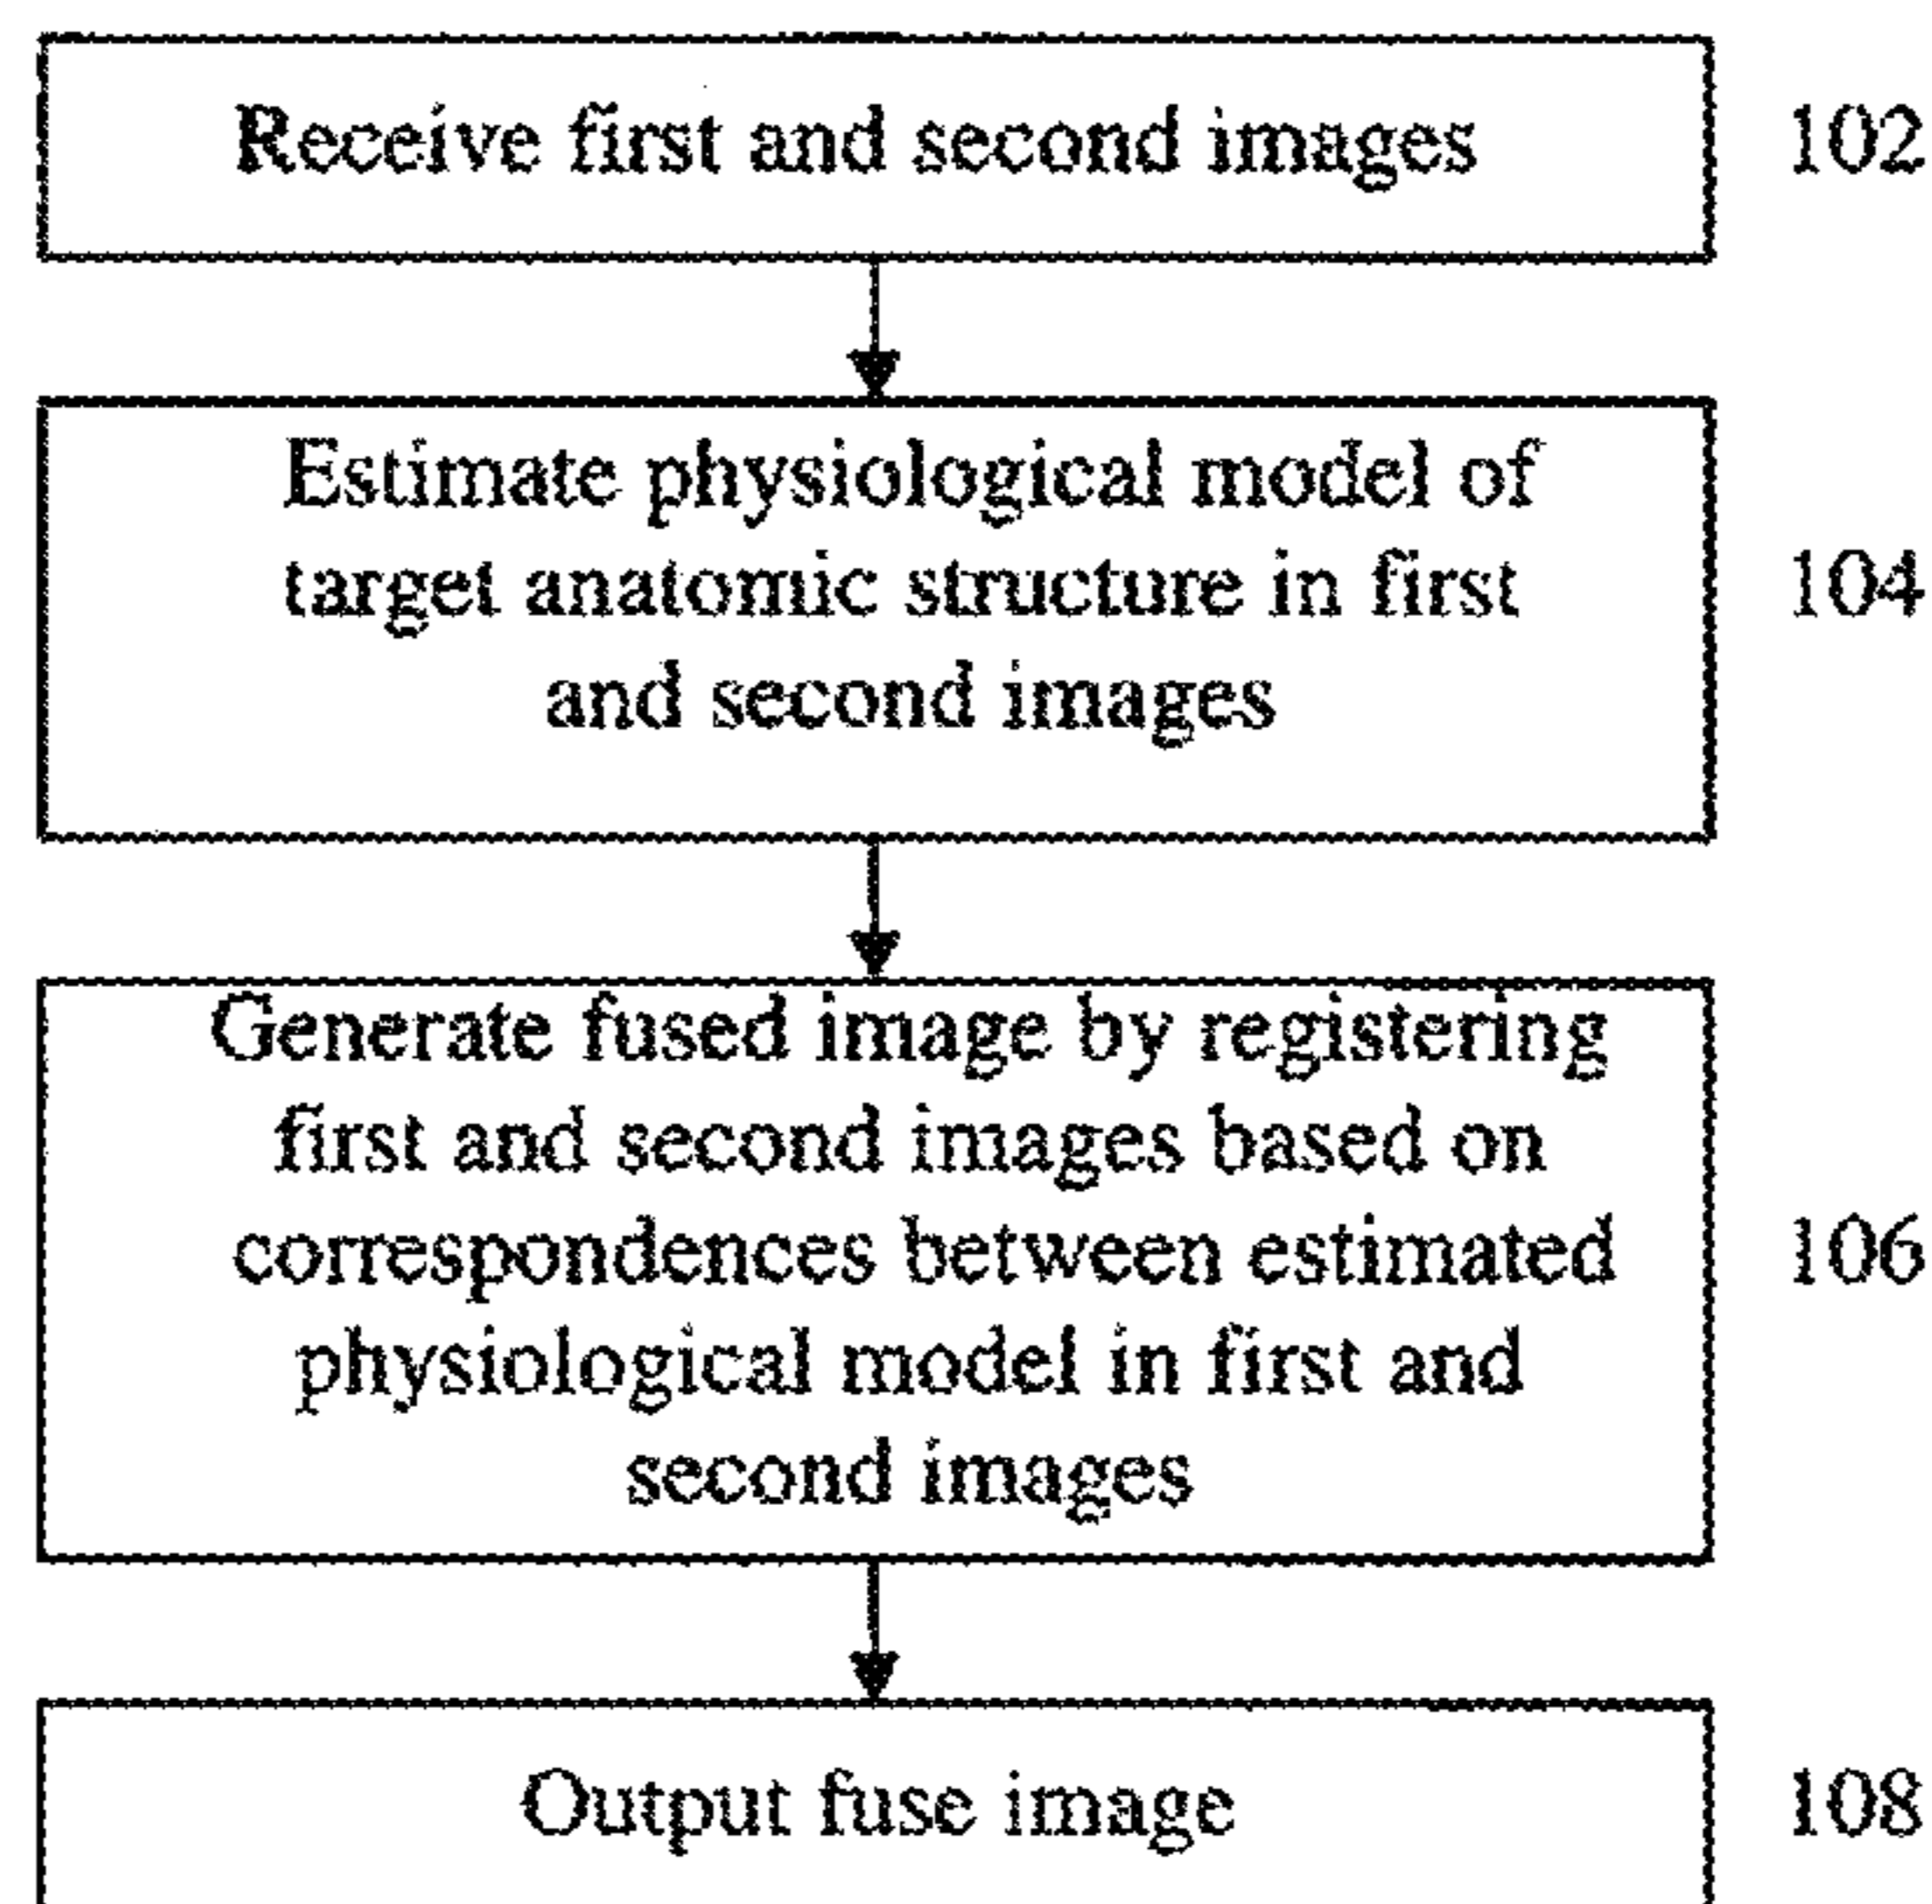 Receive first and second images
102
Estimate physiological model of
target anatomic structure in first
and second images
104
Generate fused image by registering
first and second images based on
correspondences between estimated
physiological model in first and
second images
106
Output fuse image
108